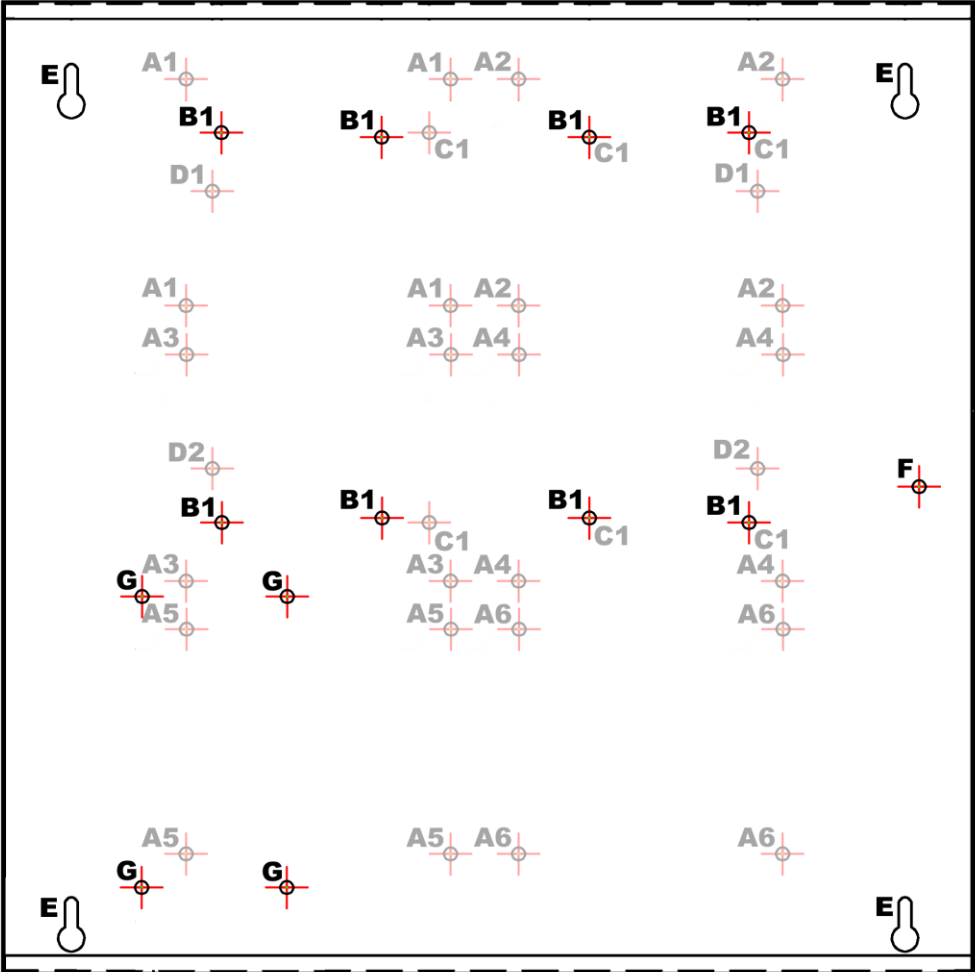 E A1 A1 A2 A2 E
B1 B1 B1 B1
C1 C1 C1
D1 D1
A1 A1 A2 A2
A3 A3 A4 A4
D2 D2 F
B1 B1 B1 B1
C1 C1 C1
G A3 G A3 A4 A4
A5 A5 A6 A6
A5 A5 A6 A6
G G
E E